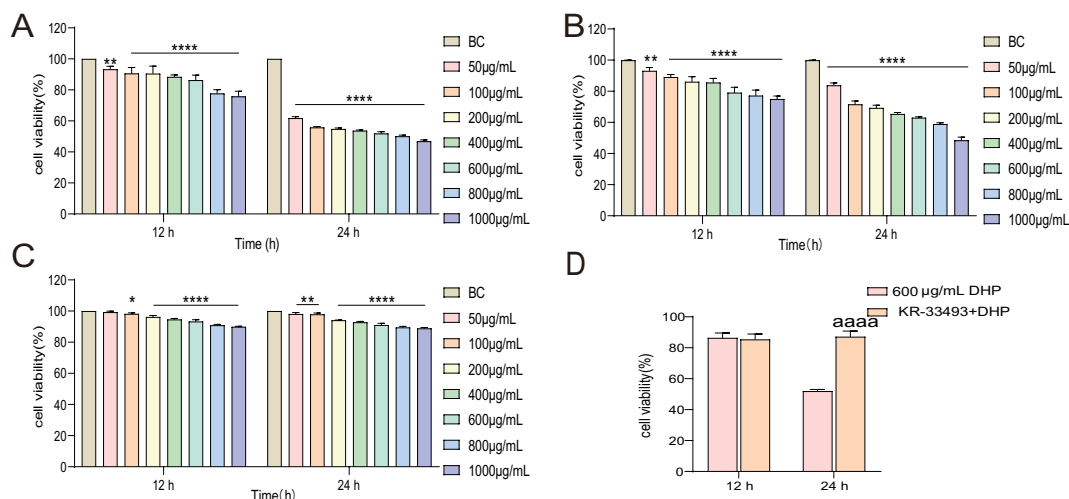 A
cell viability(%)
120
100
80
60
40
20
0
**
****
****
12 h
24 h
Time (h)
BC
50μg/mL
100μg/mL
200μg/mL
400μg/mL
600μg/mL
800μg/mL
1000μg/mL
B
cell viability(%)
120
100
80
60
40
20
0
**
****
****
12 h
24 h
Time(h)
BC
50μg/mL
100μg/mL
200μg/mL
400μg/mL
600μg/mL
800μg/mL
1000μg/mL
C
cell viability(%)
120
100
80
60
40
20
0
*
****
**
****
12 h
24 h
Time(h)
BC
50μg/mL
100μg/mL
200μg/mL
400μg/mL
600μg/mL
800μg/mL
1000μg/mL
D
600 μg/mL DHP
KR-33493+DHP
cell viability(%)
80
60
40
20
0
aaaa
12 h
24 h